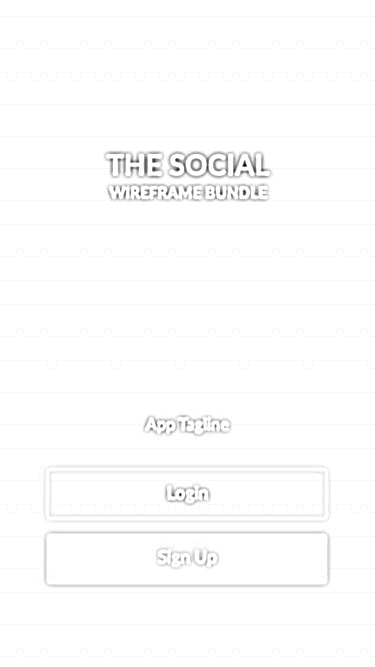 THE SOCIAL
WIREFRAME BUNDLE
App Tagline
Login
Sign Up